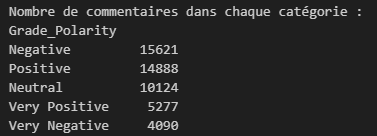 Nombre de commentaires dans chaque catégorie :
Grade_Polarity
Negative 15621
Positive 14888
Neutral 10124
Very Positive 5277
Very Negative 4090